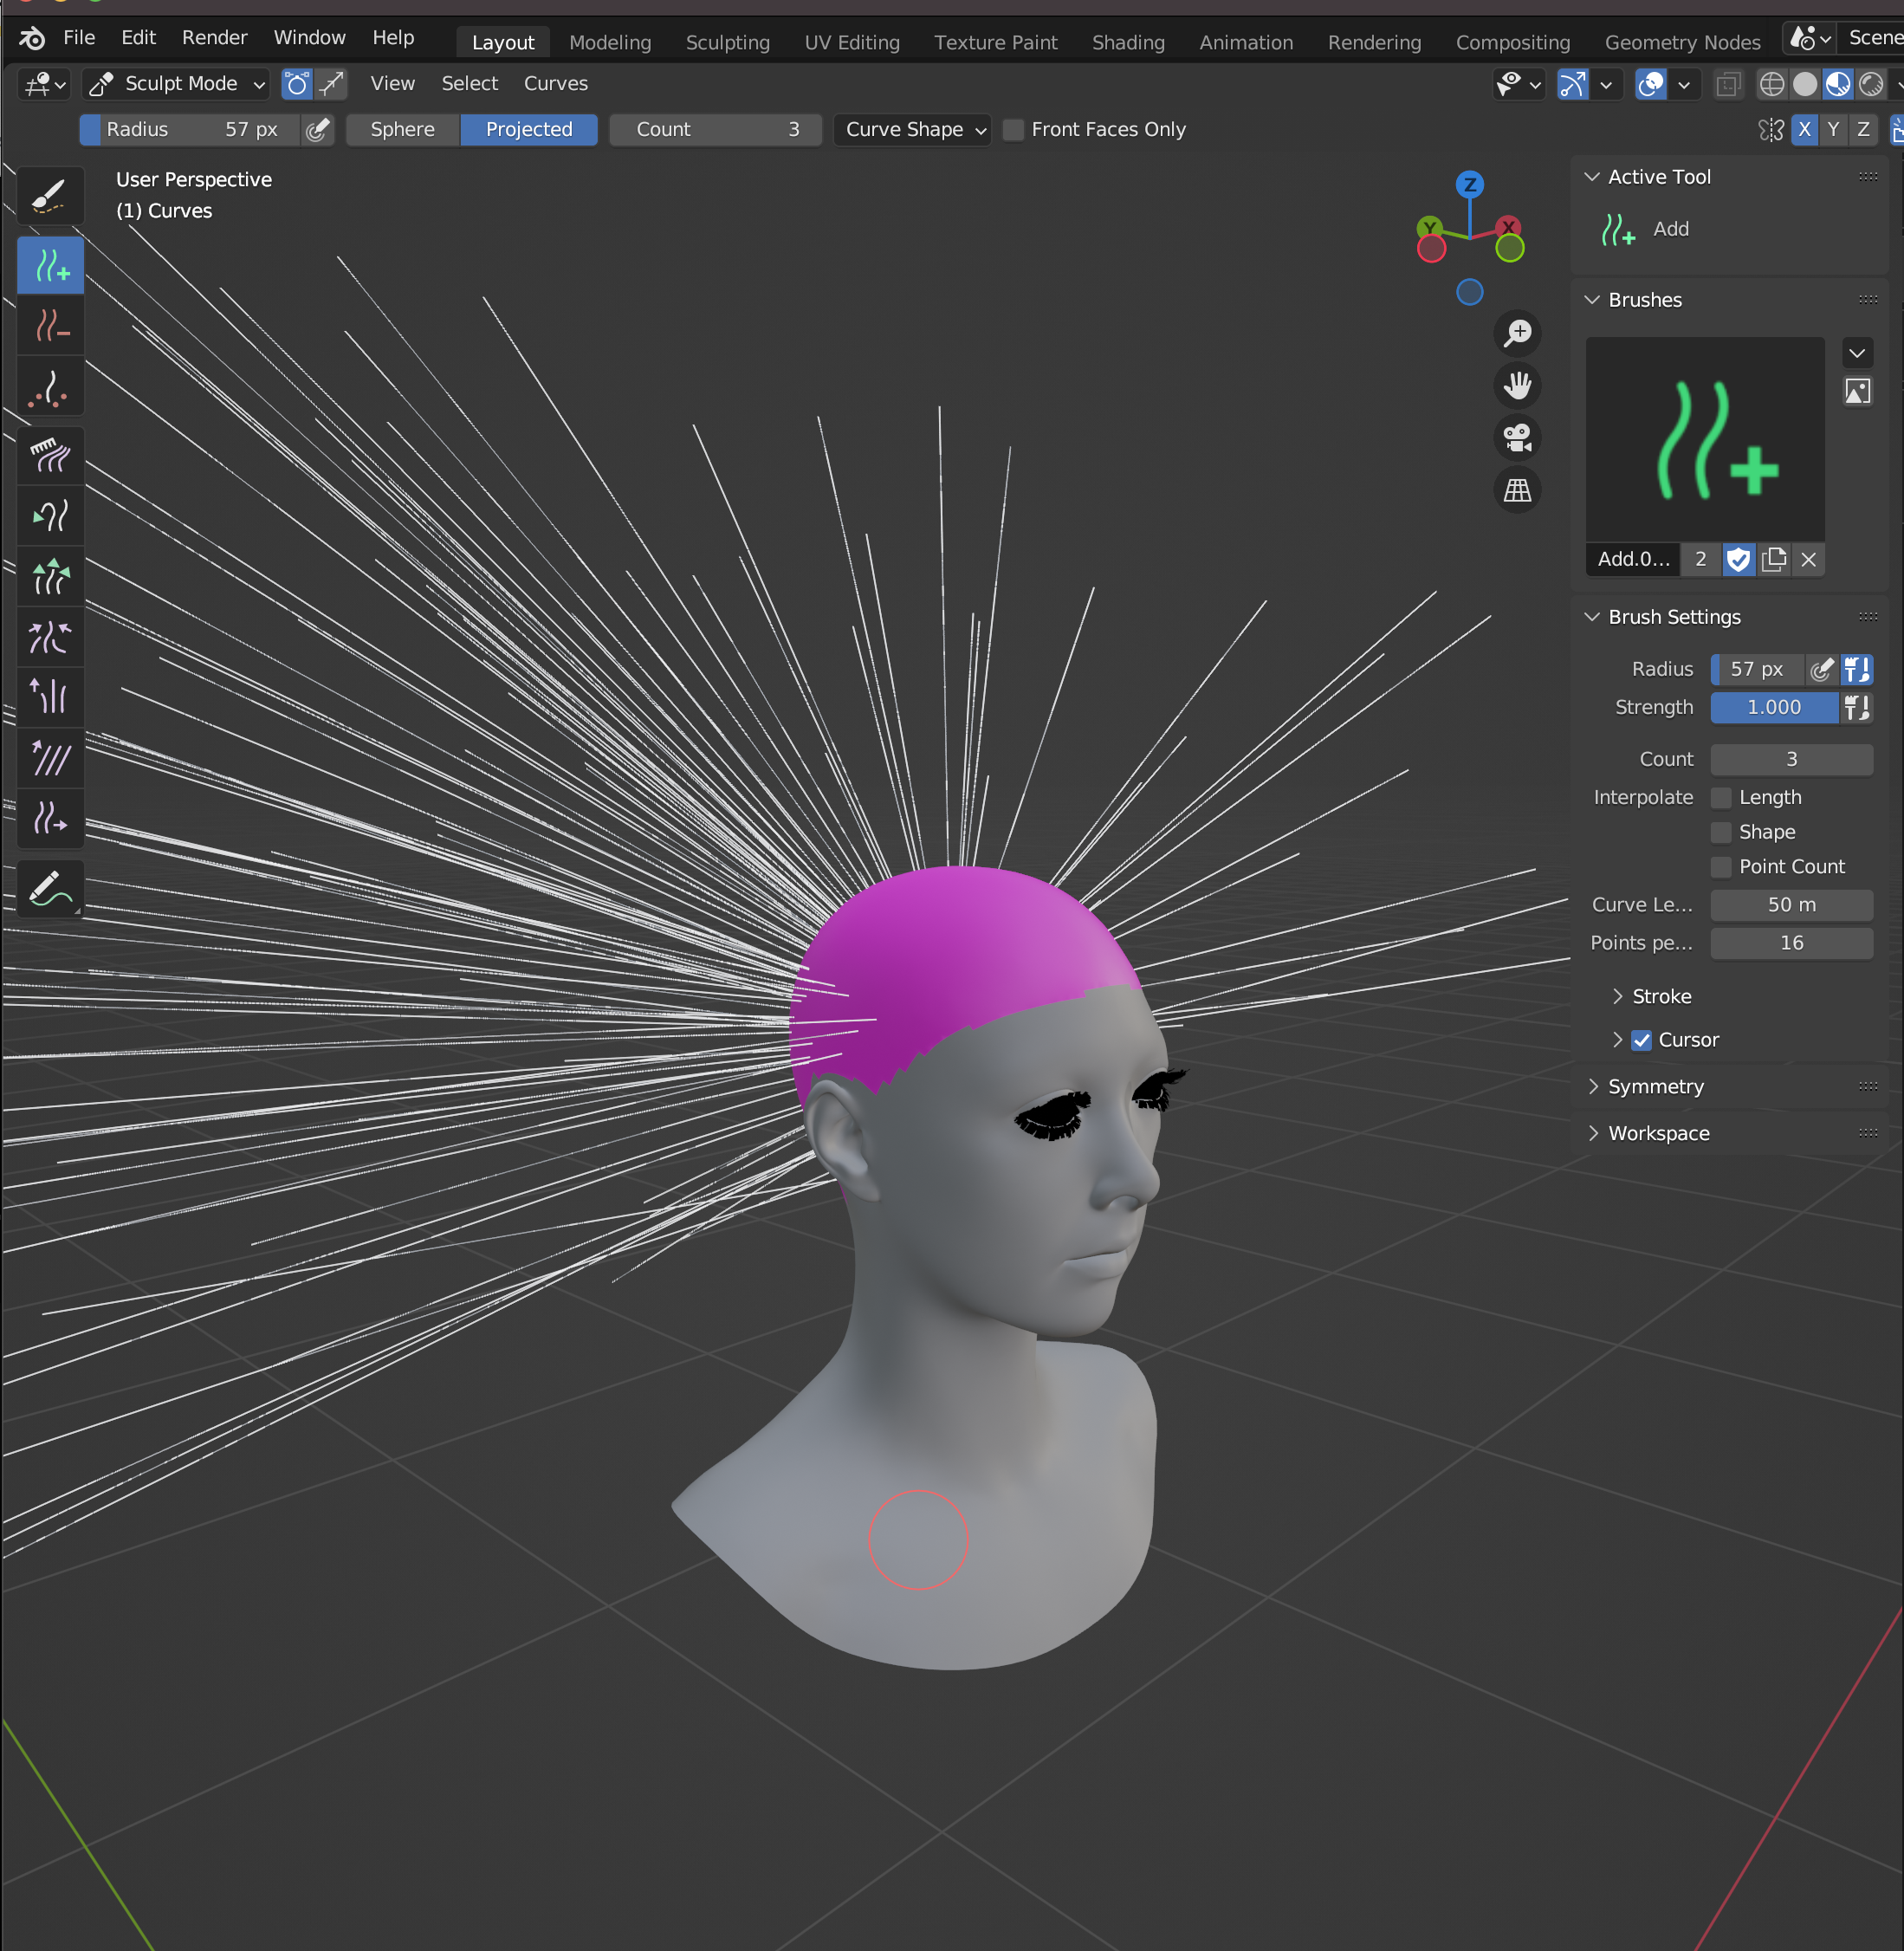 File Edit Render Window Help Layout Modeling Sculpting UV Editing Texture Paint Shading Animation Rendering Compositing Geometry Nodes Scene
Sculpt Mode View Select Curves
Radius 57 px Sphere Projected Count 3 Curve Shape Front Faces Only X Y Z
User Perspective
(1) Curves
Z
Y X
Active Tool
Add
Brushes
Add.0... 2
Brush Settings
Radius 57 px
Strength 1.000
Count 3
Interpolate Length
Shape
Point Count
Curve Le... 50 m
Points pe... 16
Stroke
Cursor
Symmetry
Workspace